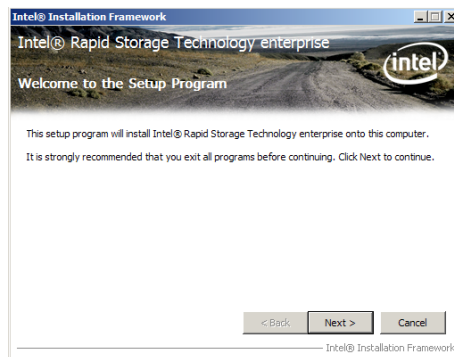 Intel® Installation Framework
Intel® Rapid Storage Technology enterprise
intel
Welcome to the Setup Program
This setup program will install Intel® Rapid Storage Technology enterprise onto this computer.
It is strongly recommended that you exit all programs before continuing. Click Next to continue.
< Back Next > Cancel
Intel® Installation Framework